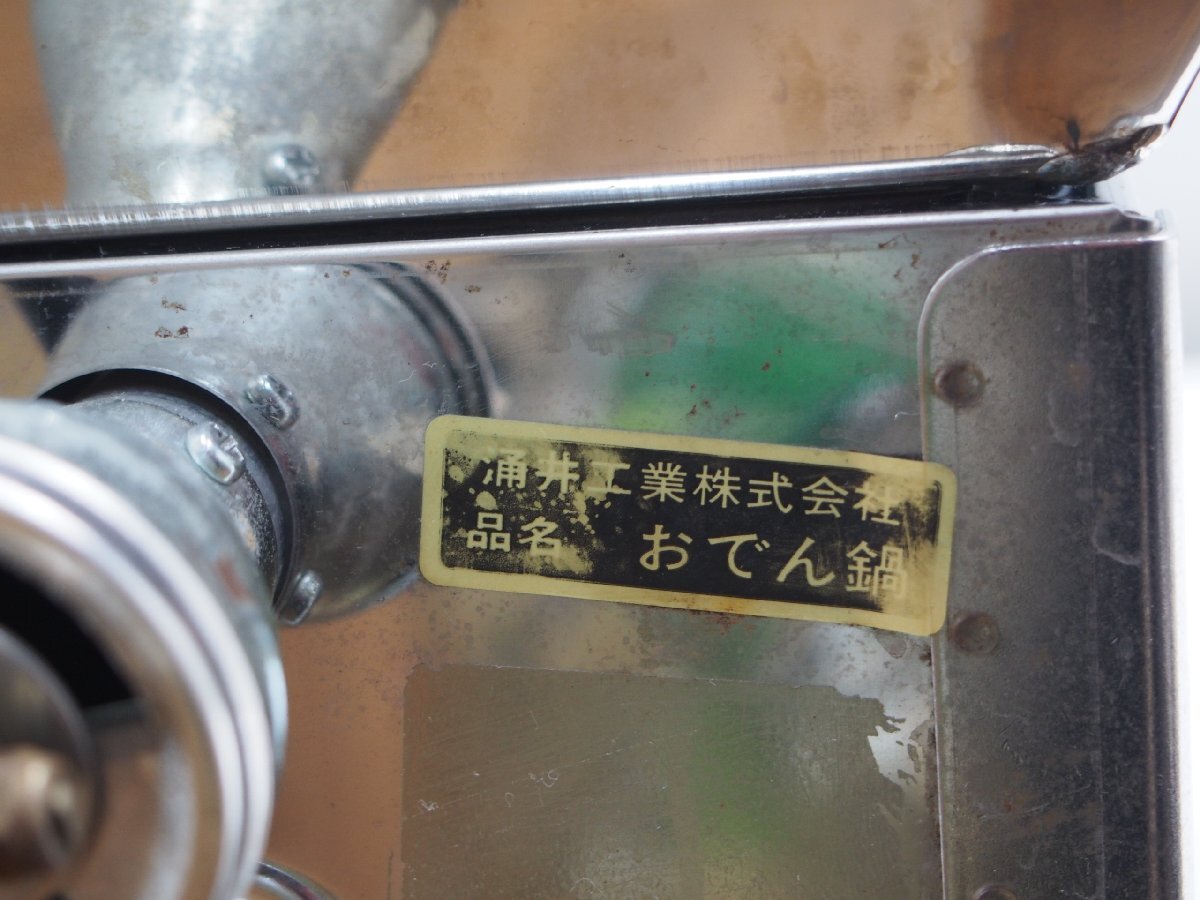 涌井工業株式会社
品名 おでん鍋